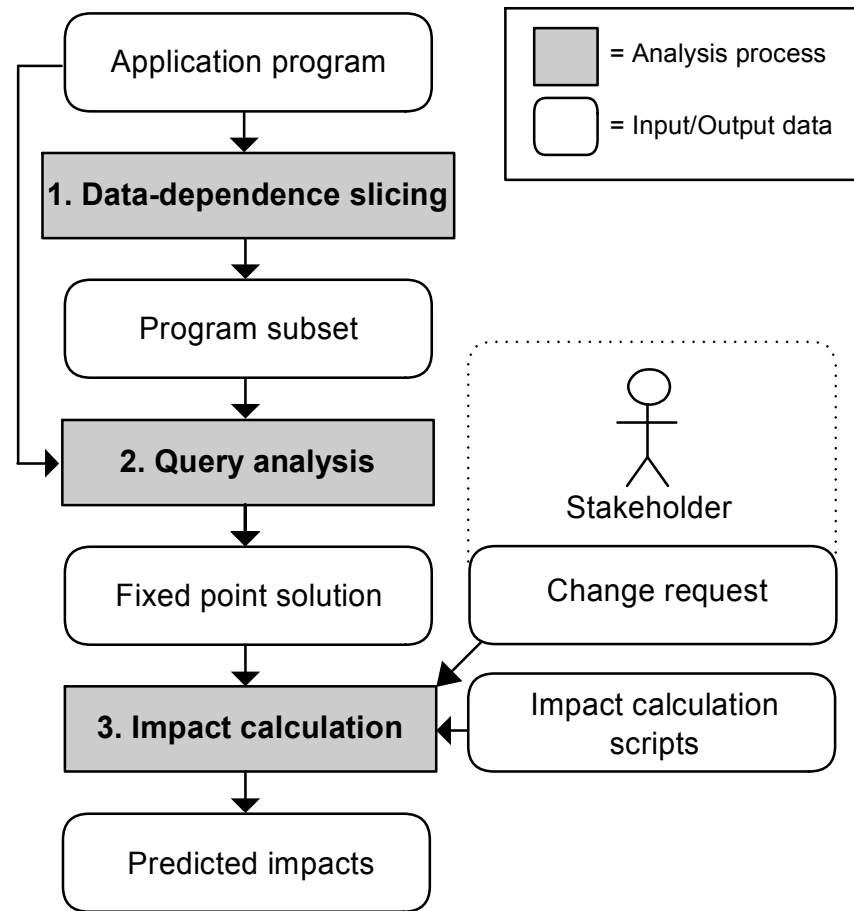 Application program
= Analysis process
= Input/Output data
1. Data-dependence slicing
Program subset
2. Query analysis
Stakeholder
Fixed point solution
Change request
3. Impact calculation
Impact calculation
scripts
Predicted impacts